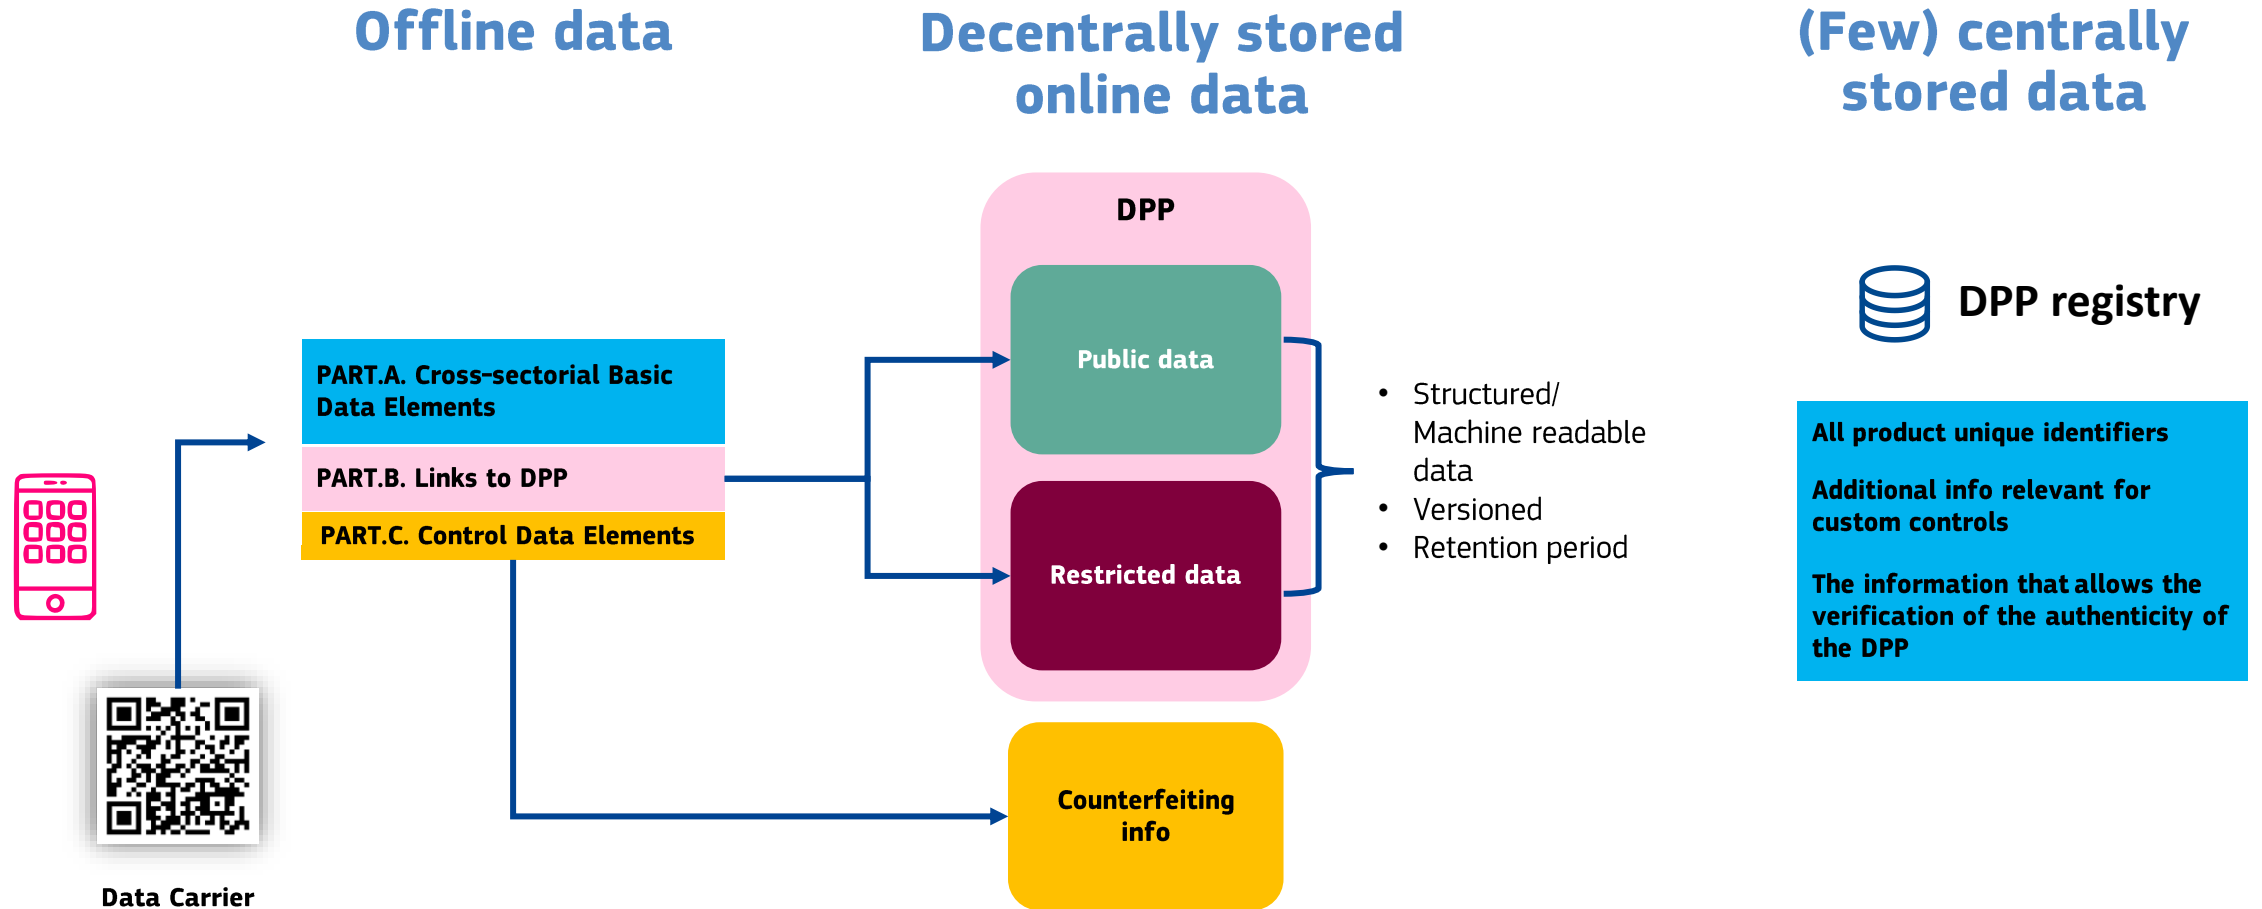 Offline data
Decentrally stored
online data
(Few) centrally
stored data
DPP
Public data
Restricted data
PART.A. Cross-sectorial Basic
Data Elements
PART.B. Links to DPP
PART.C. Control Data Elements
• Structured/
Machine readable
data
• Versioned
• Retention period
DPP registry
All product unique identifiers
Additional info relevant for
custom controls
The information that allows the
verification of the authenticity of
the DPP
Counterfeiting
info
Data Carrier